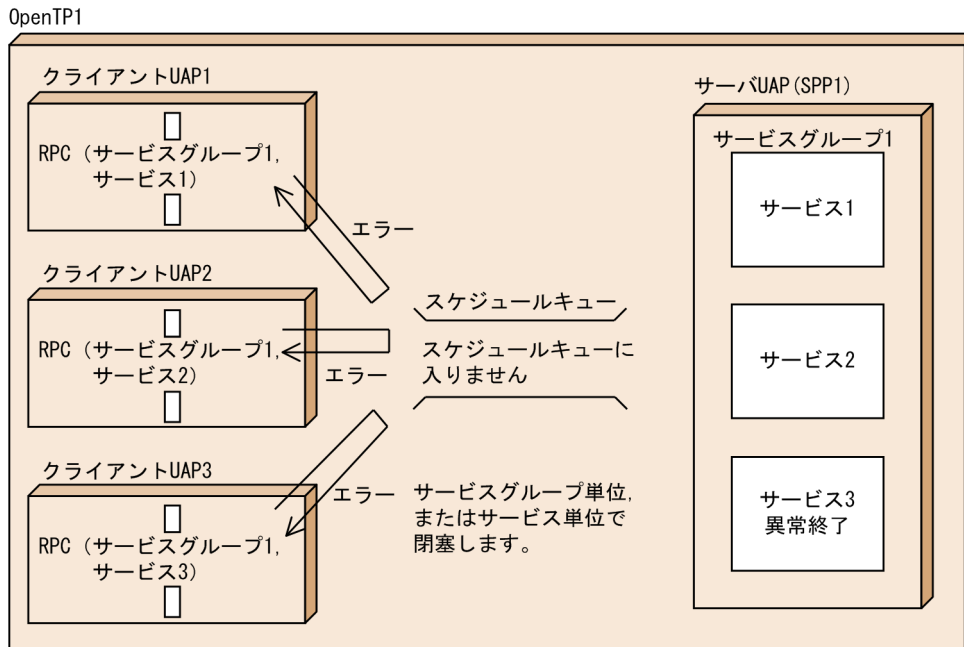 OpenTP1
クライアントUAP1
RPC（サービスグループ1,
サービス1）
エラー
クライアントUAP2
RPC（サービスグループ1,
サービス2）
エラー
クライアントUAP3
RPC（サービスグループ1,
サービス3）
エラー
スケジュールキュー
スケジュールキューに
入りません
サービスグループ単位,
またはサービス単位で
閉塞します。
サーバUAP(SPP1)
サービスグループ1
サービス1
サービス2
サービス3
異常終了